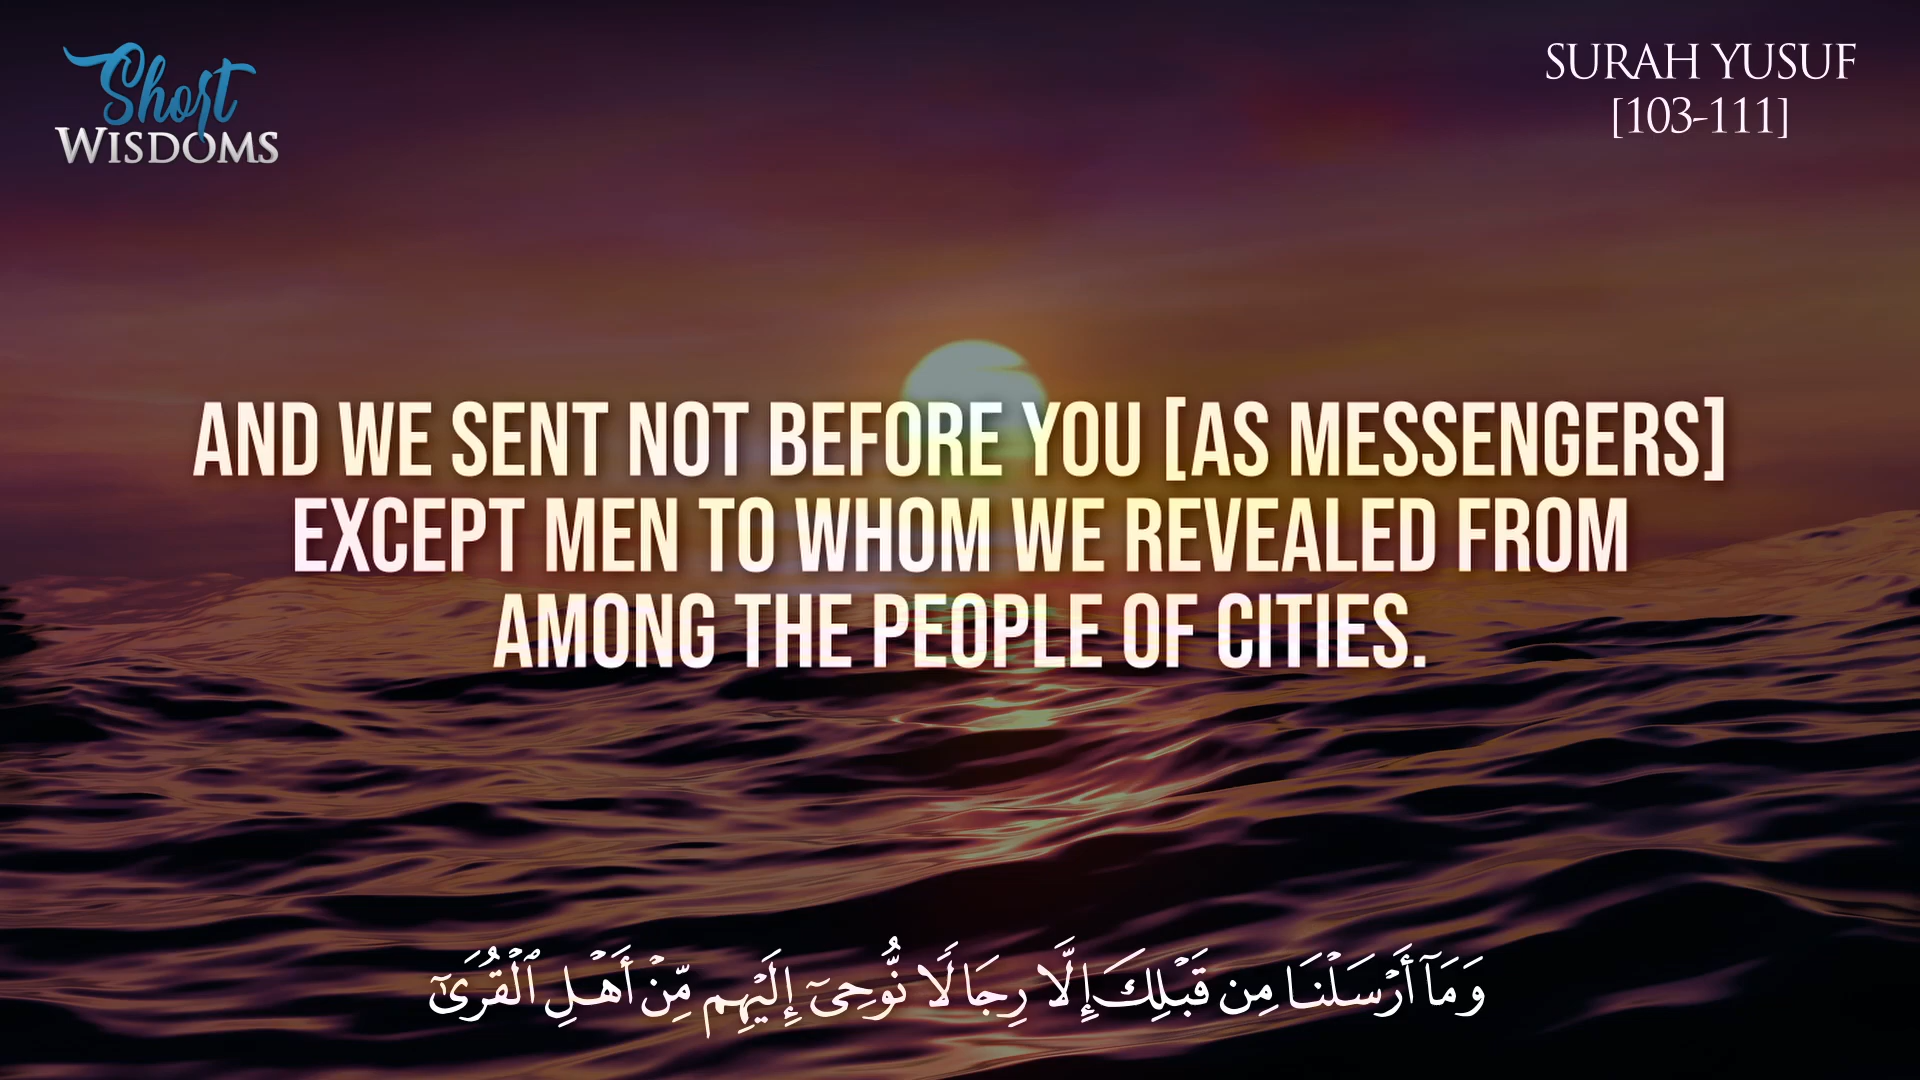 Short
WISDOMS
SURAH YUSUF
[103-111]
AND WE SENT NOT BEFORE YOU [AS MESSENGERS]
EXCEPT MEN TO WHOM WE REVEALED FROM
AMONG THE PEOPLE OF CITIES.
وَمَآ أَرْسَلْنَا مِن قَبْلِكَ إِلَّا رِجَالًا نُّوحِىٓ إِلَيْهِم مِّنْ أَهْلِ ٱلْقُرَىٰٓ